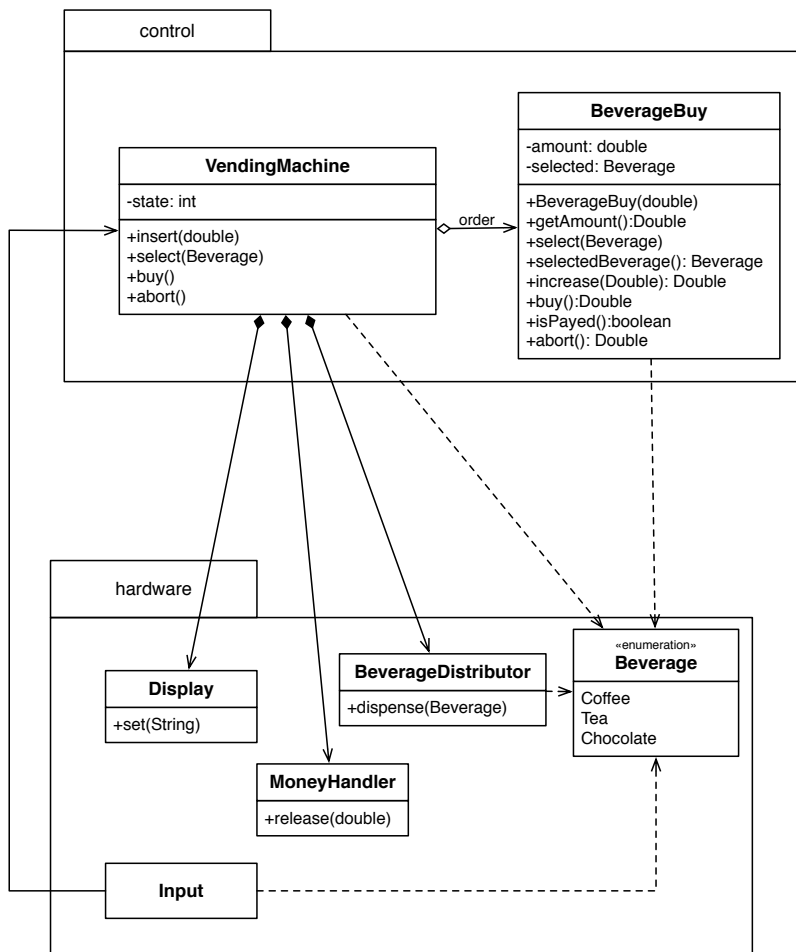 control
BeverageBuy
-amount: double
-selected: Beverage
+BeverageBuy(double)
+getAmount():Double
+select(Beverage)
+selectedBeverage(): Beverage
+increase(Double): Double
+buy():Double
+isPayed():boolean
+abort(): Double
VendingMachine
-state: int
+insert(double)
+select(Beverage)
+buy()
+abort()
order
hardware
Display
+set(String)
BeverageDistributor
+dispense(Beverage)
«enumeration»
Beverage
Coffee
Tea
Chocolate
MoneyHandler
+release(double)
Input